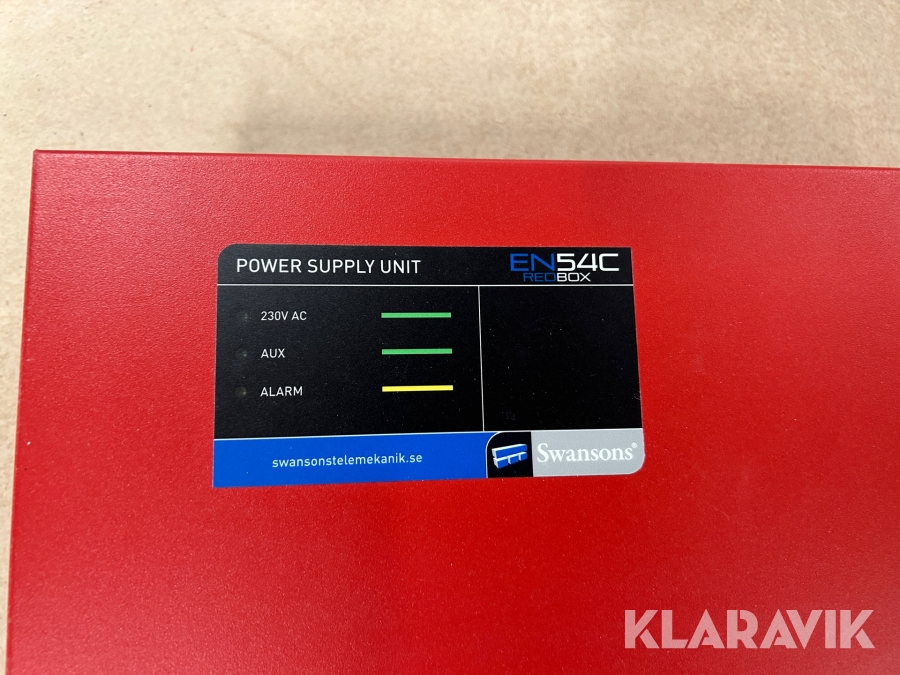 POWER SUPPLY UNIT
EN54C
REDBOX
230V AC
AUX
ALARM
swansonstelemekanik.se
Swansons®
KLARAVIK